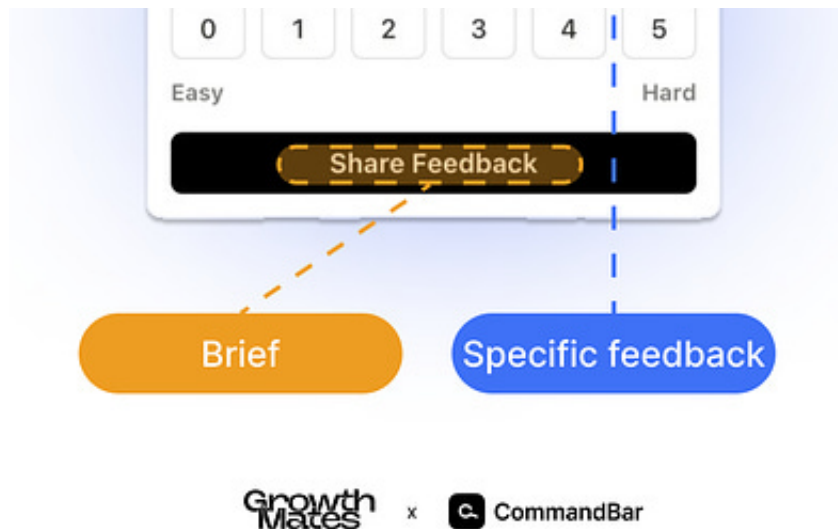 0 1 2 3 4 5
Easy Hard
Share Feedback
Brief Specific feedback
Growth
Mates x CommandBar